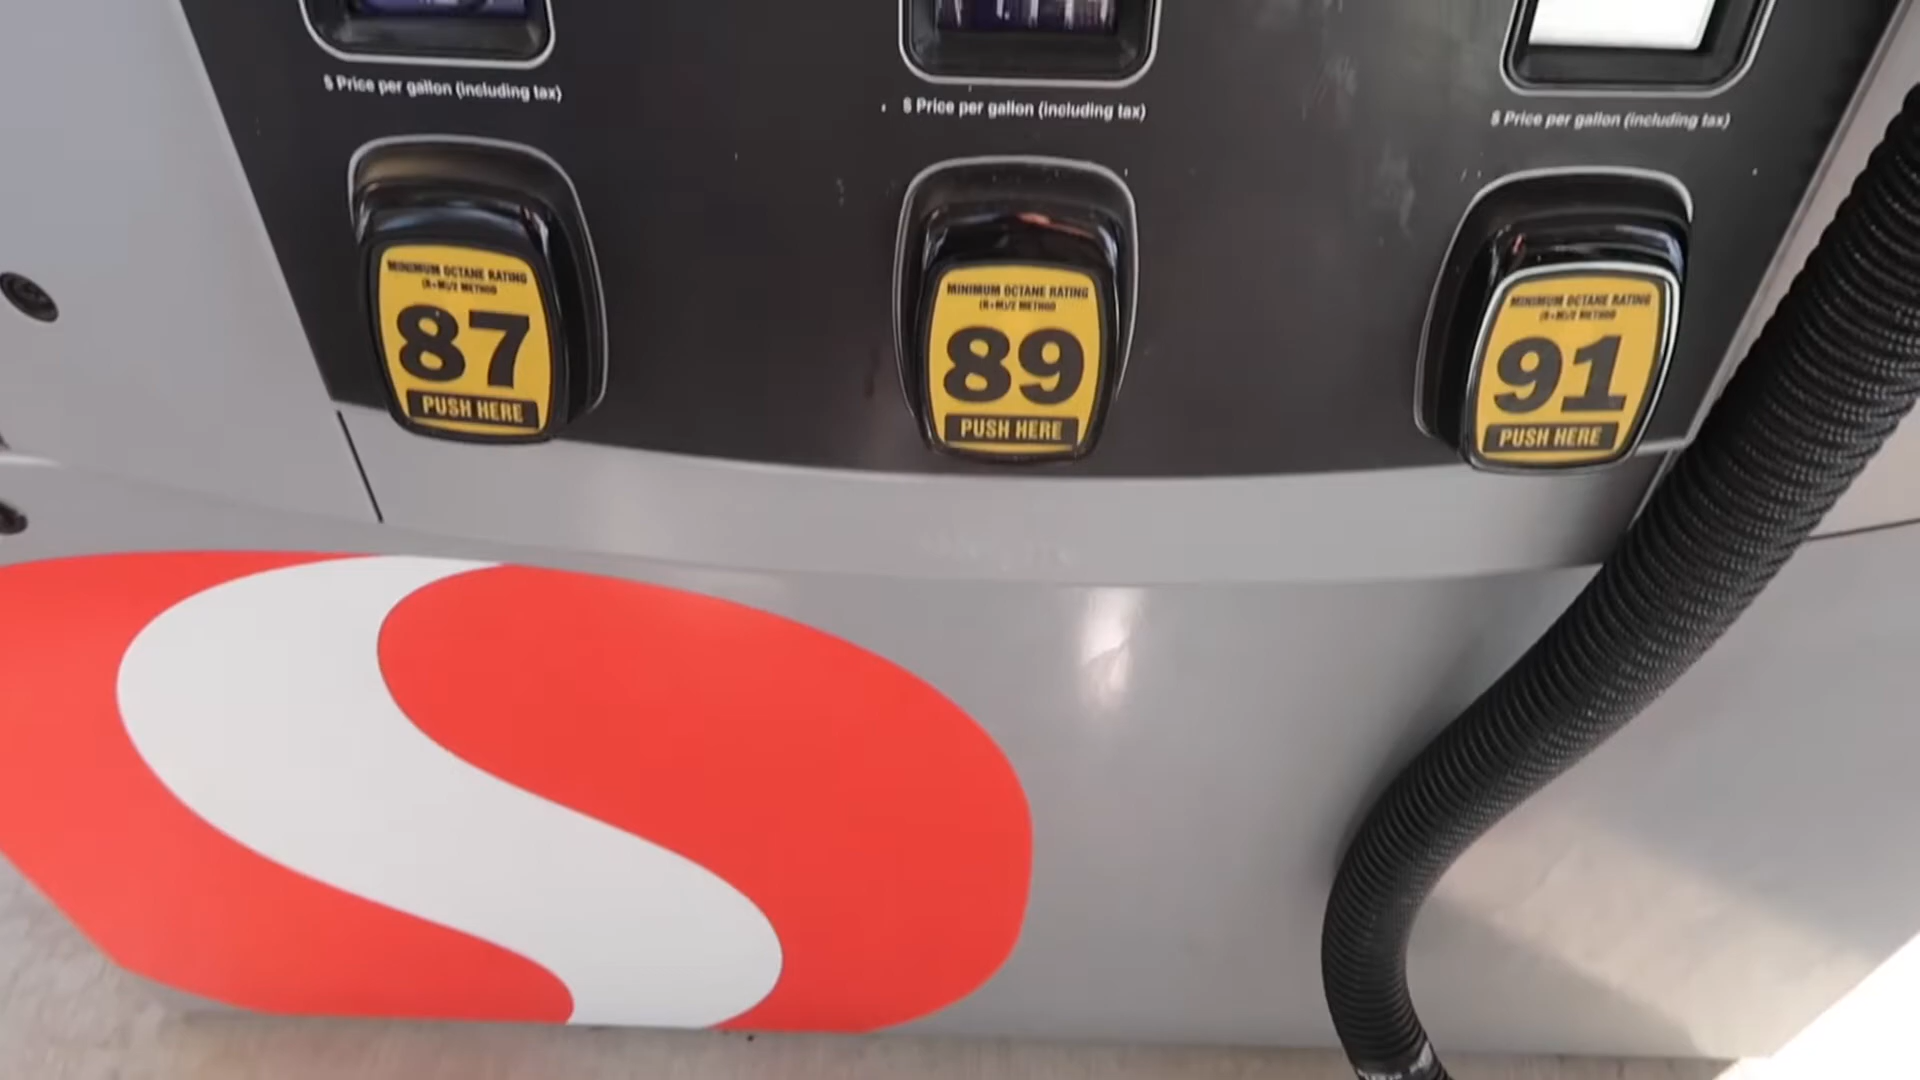 $ Price per gallon (including tax)
$ Price per gallon (including tax)
$ Price per gallon (including tax)
MINIMUM OCTANE RATING
(R+M)/2 METHOD
87
PUSH HERE
MINIMUM OCTANE RATING
(R+M)/2 METHOD
89
PUSH HERE
MINIMUM OCTANE RATING
(R+M)/2 METHOD
91
PUSH HERE